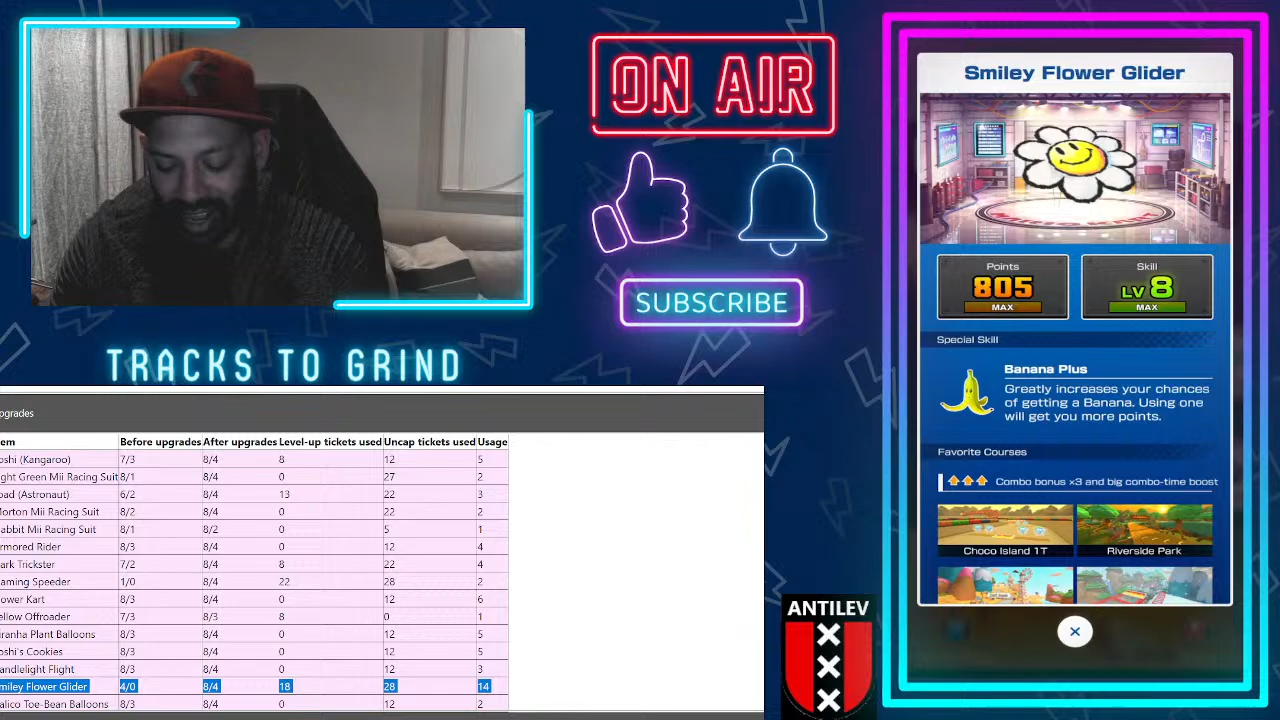 ON AIR
SUBSCRIBE
TRACKS TO GRIND
pgrades
em Before upgrades After upgrades Level-up tickets used Uncap tickets used Usage
oshi (Kangaroo) 7/3 8/4 8 12 5
ight Green Mii Racing Suit 8/1 8/3 0 27 2
oad (Astronaut) 6/2 8/4 13 22 3
Morton Mii Racing Suit 8/2 8/4 0 22 2
abbit Mii Racing Suit 8/1 8/2 0 5 1
rmored Rider 8/3 8/4 0 12 4
ark Trickster 7/2 8/4 8 22 4
aming Speeder 1/0 8/4 22 28 2
ower Kart 8/3 8/4 0 12 6
ellow Offroader 7/3 8/3 8 0 1
iranha Plant Balloons 8/3 8/4 0 12 5
oshi's Cookies 8/3 8/4 0 12 5
andlelight Flight 8/3 8/4 0 12 3
miley Flower Glider 4/0 8/4 18 28 14
alico Toe-Bean Balloons 8/3 8/4 0 12 2
ANTILEV
Smiley Flower Glider
Points
805
MAX
Skill
LV 8
MAX
Special Skill
Banana Plus
Greatly increases your chances
of getting a Banana. Using one
will get you more points.
Favorite Courses
Combo bonus ×3 and big combo-time boost
Choco Island 1T
Riverside Park